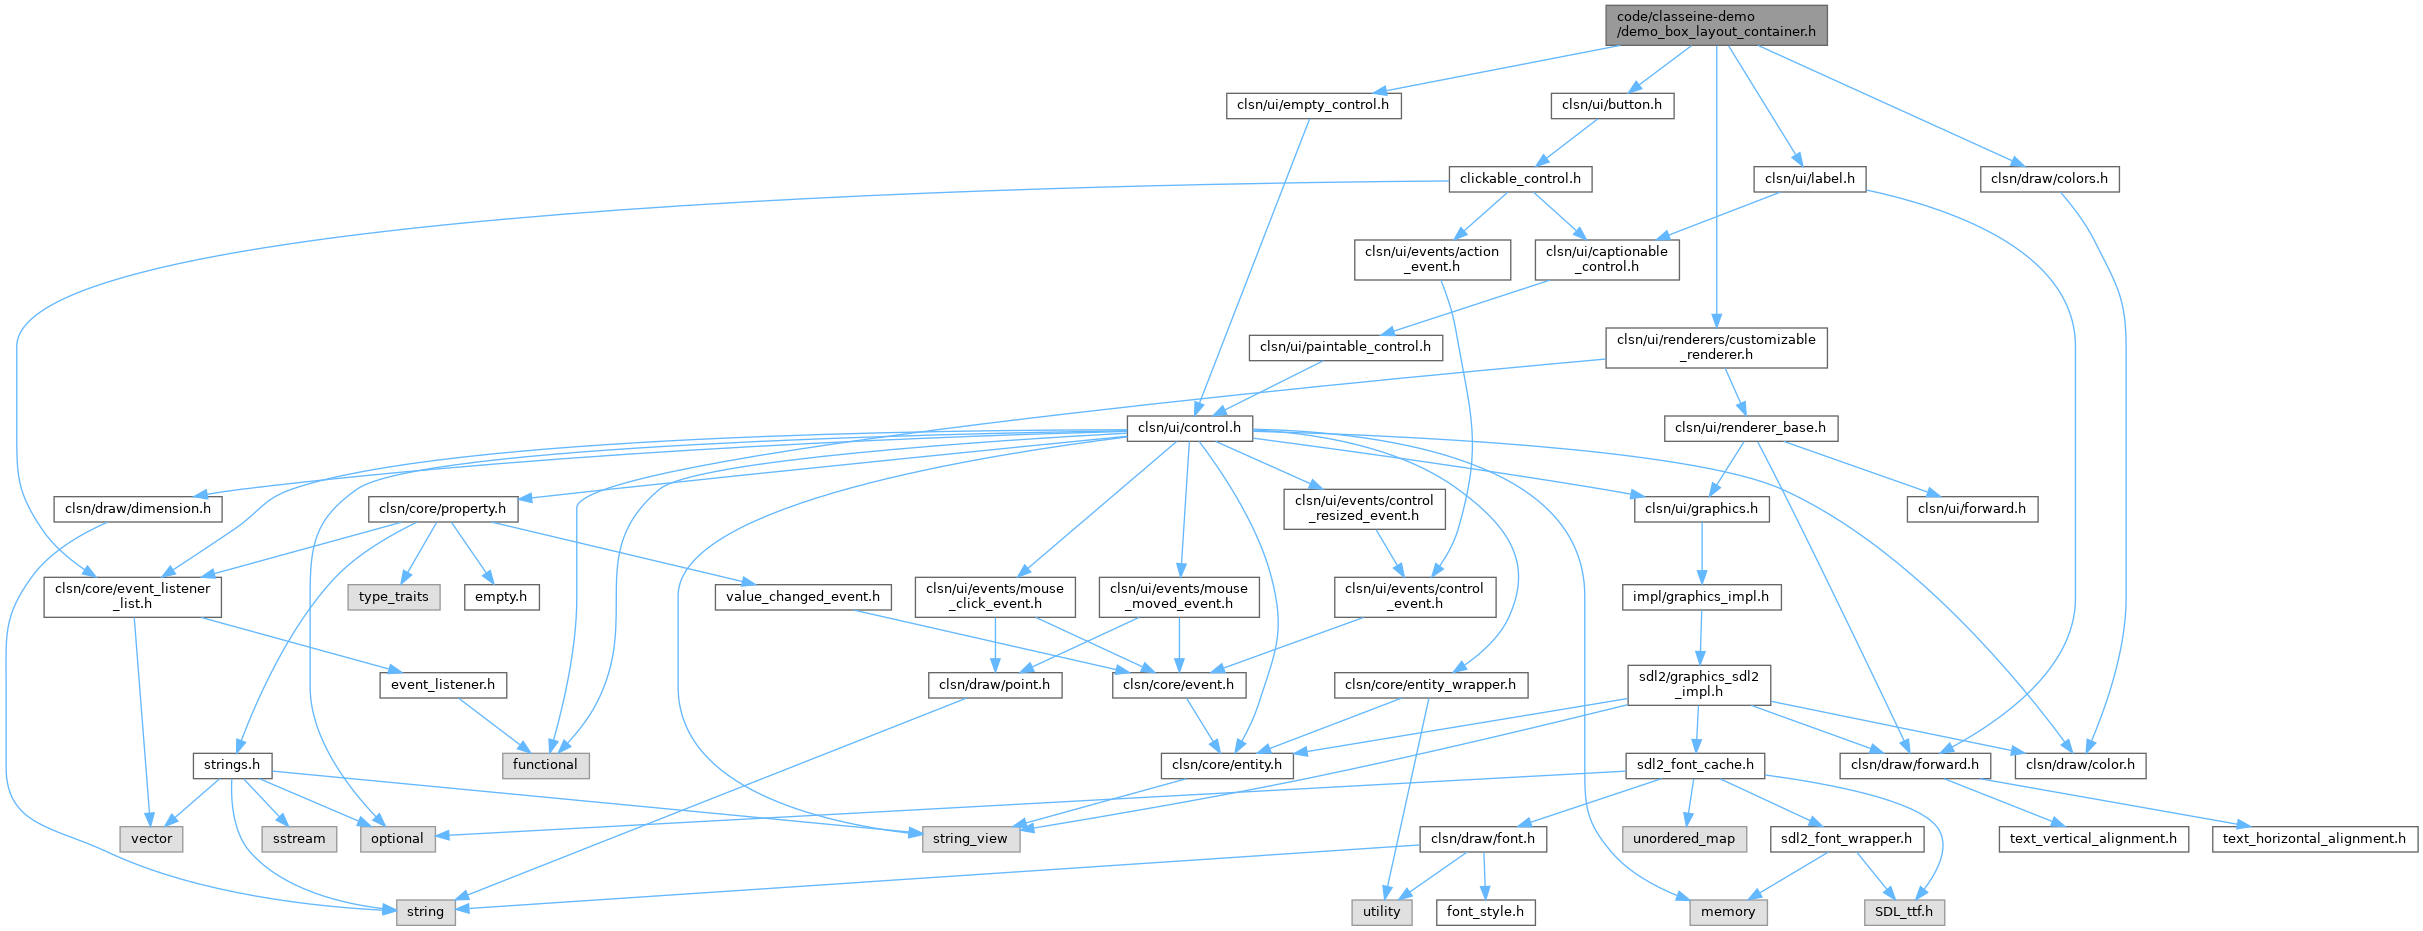 code/classeine-demo
/demo_box_layout_container.h
clsn/ui/empty_control.h
clsn/ui/button.h
clickable_control.h
clsn/ui/label.h
clsn/draw/colors.h
clsn/ui/events/action
_event.h
clsn/ui/captionable
_control.h
clsn/ui/paintable_control.h
clsn/ui/renderers/customizable
_renderer.h
clsn/ui/control.h
clsn/ui/renderer_base.h
clsn/draw/dimension.h
clsn/core/property.h
clsn/ui/events/control
_resized_event.h
clsn/ui/graphics.h
clsn/ui/forward.h
clsn/core/event_listener
_list.h
type_traits
empty.h
value_changed_event.h
clsn/ui/events/mouse
_click_event.h
clsn/ui/events/mouse
_moved_event.h
clsn/ui/events/control
_event.h
impl/graphics_impl.h
event_listener.h
clsn/draw/point.h
clsn/core/event.h
clsn/core/entity_wrapper.h
sdl2/graphics_sdl2
_impl.h
strings.h
functional
clsn/core/entity.h
sdl2_font_cache.h
clsn/draw/forward.h
clsn/draw/color.h
vector
sstream
optional
string_view
clsn/draw/font.h
unordered_map
sdl2_font_wrapper.h
text_vertical_alignment.h
text_horizontal_alignment.h
string
utility
font_style.h
memory
SDL_ttf.h